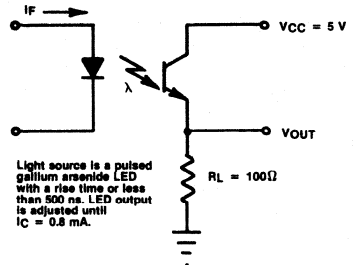 IF
VCC = 5 V
λ
VOUT
Light source is a pulsed
gallium arsenide LED
with a rise time or less
than 500 ns. LED output
is adjusted until
IC = 0.8 mA.
RL = 100Ω